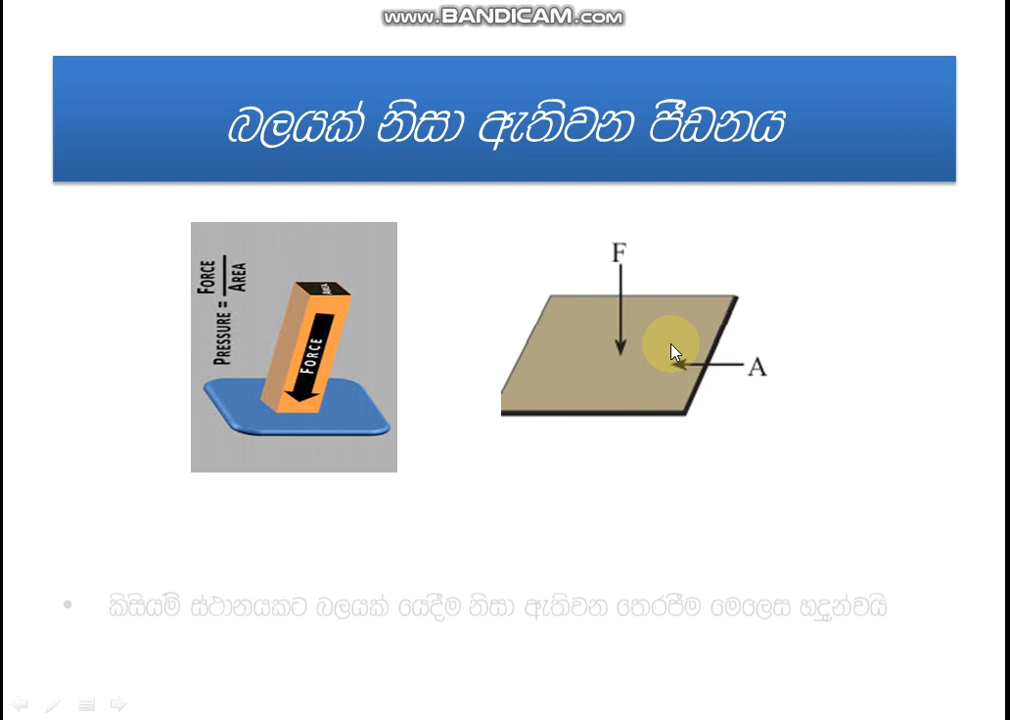 www.BANDICAM.com
බලයක් නිසා ඇතිවන පීඩනය
PRESSURE = FORCE
AREA
AREA
FORCE
F
A
• කිසියම් ස්ථානයකට බලයක් යෙදීම නිසා ඇතිවන තෙරපීම මෙලෙස හඳුන්වයි